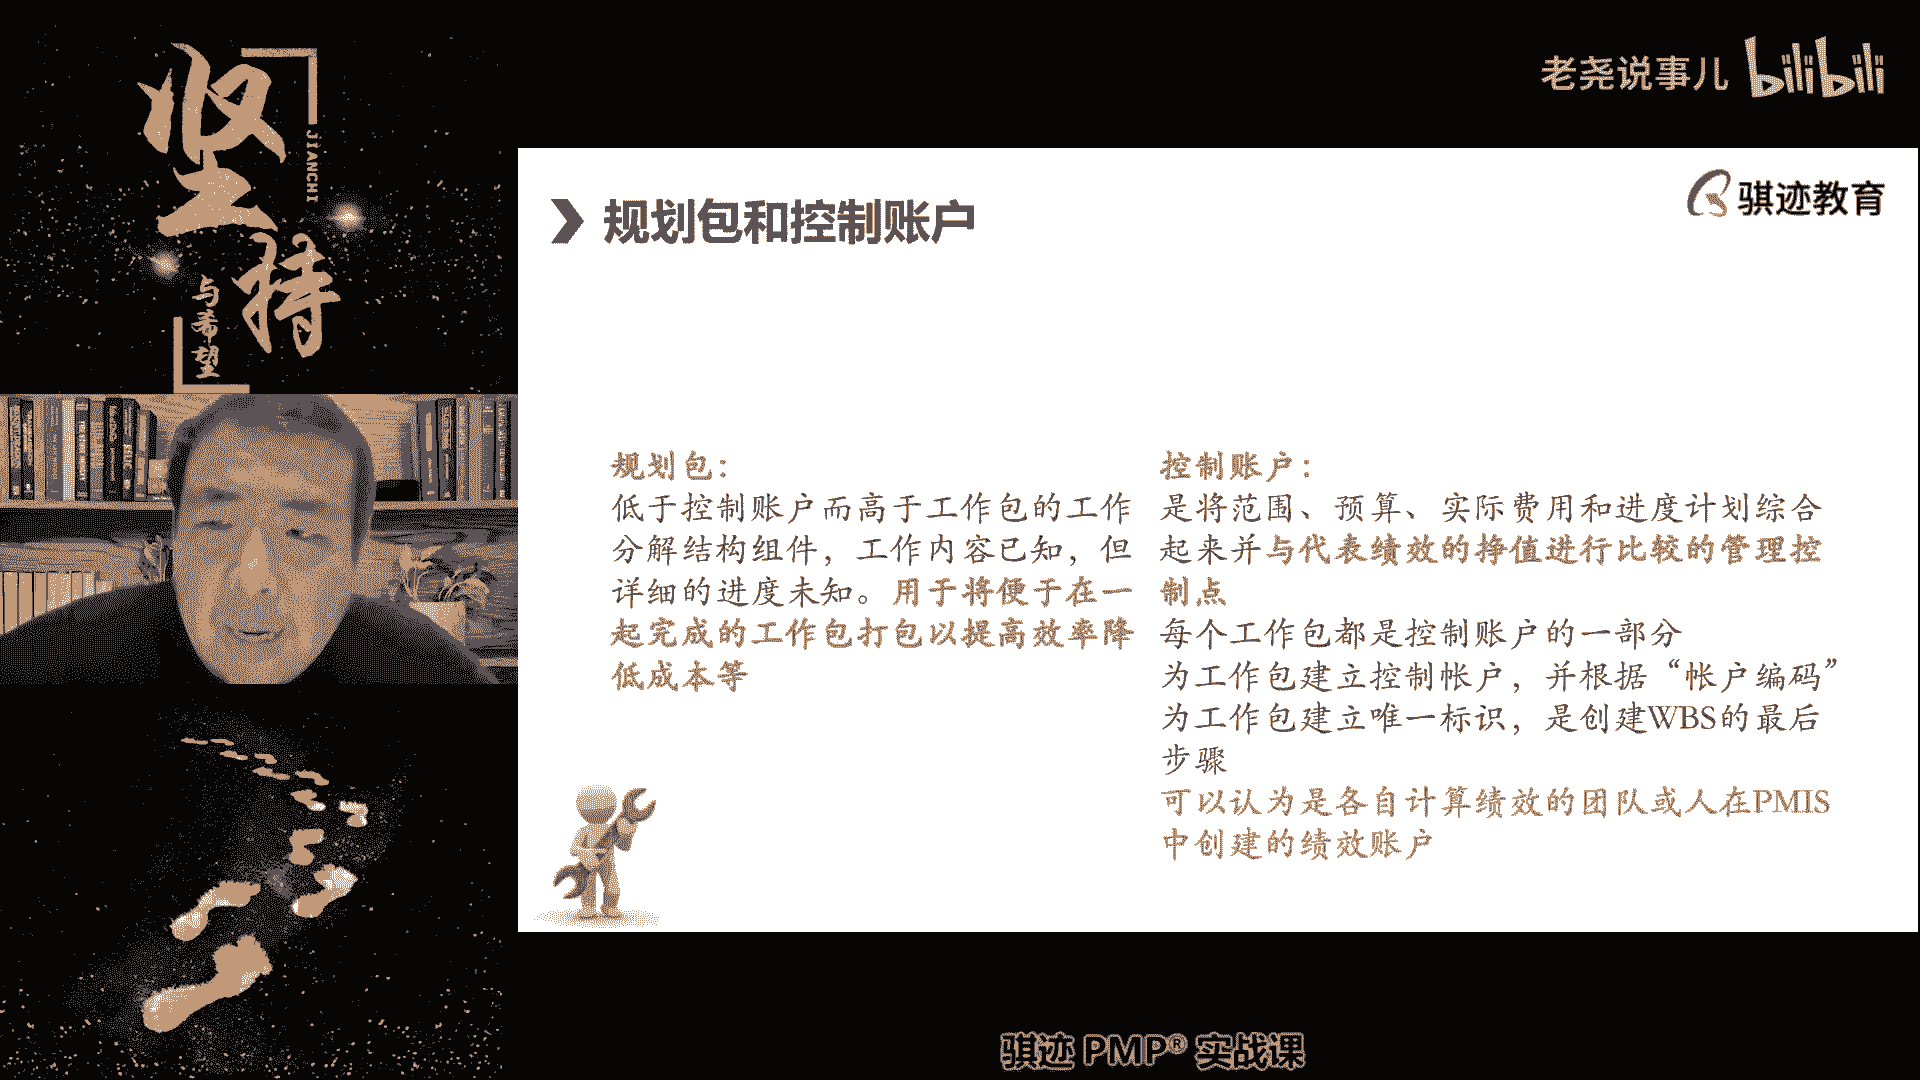 坚持
JIANCHI
与希望
老尧说事儿 bilibili
骐迹教育
规划包和控制账户
规划包：
低于控制账户而高于工作包的工作
分解结构组件，工作内容已知，但
详细的进度未知。用于将便于在一
起完成的工作包打包以提高效率降
低成本等
控制账户：
是将范围、预算、实际费用和进度计划综合
起来并与代表绩效的挣值进行比较的管理控
制点
每个工作包都是控制账户的一部分
为工作包建立控制帐户，并根据“帐户编码”
为工作包建立唯一标识，是创建WBS的最后
步骤
可以认为是各自计算绩效的团队或人在PMIS
中创建的绩效账户
骐迹 PMP® 实战课